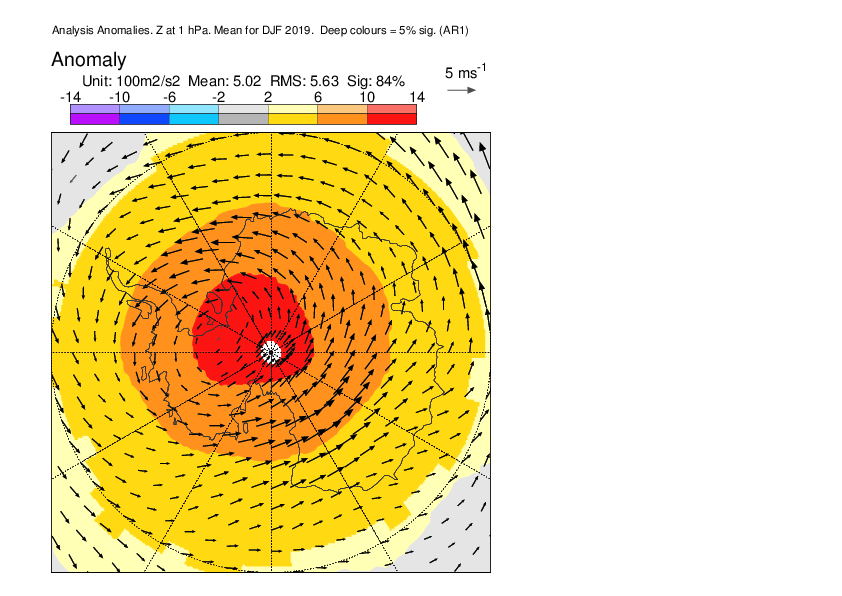 Analysis Anomalies. Z at 1 hPa. Mean for DJF 2019.  Deep colours = 5% sig. (AR1)
Anomaly
5 ms-1
Unit: 100m2/s2  Mean: 5.02  RMS: 5.63  Sig: 84%
-14 -10 -6 -2 2 6 10 14